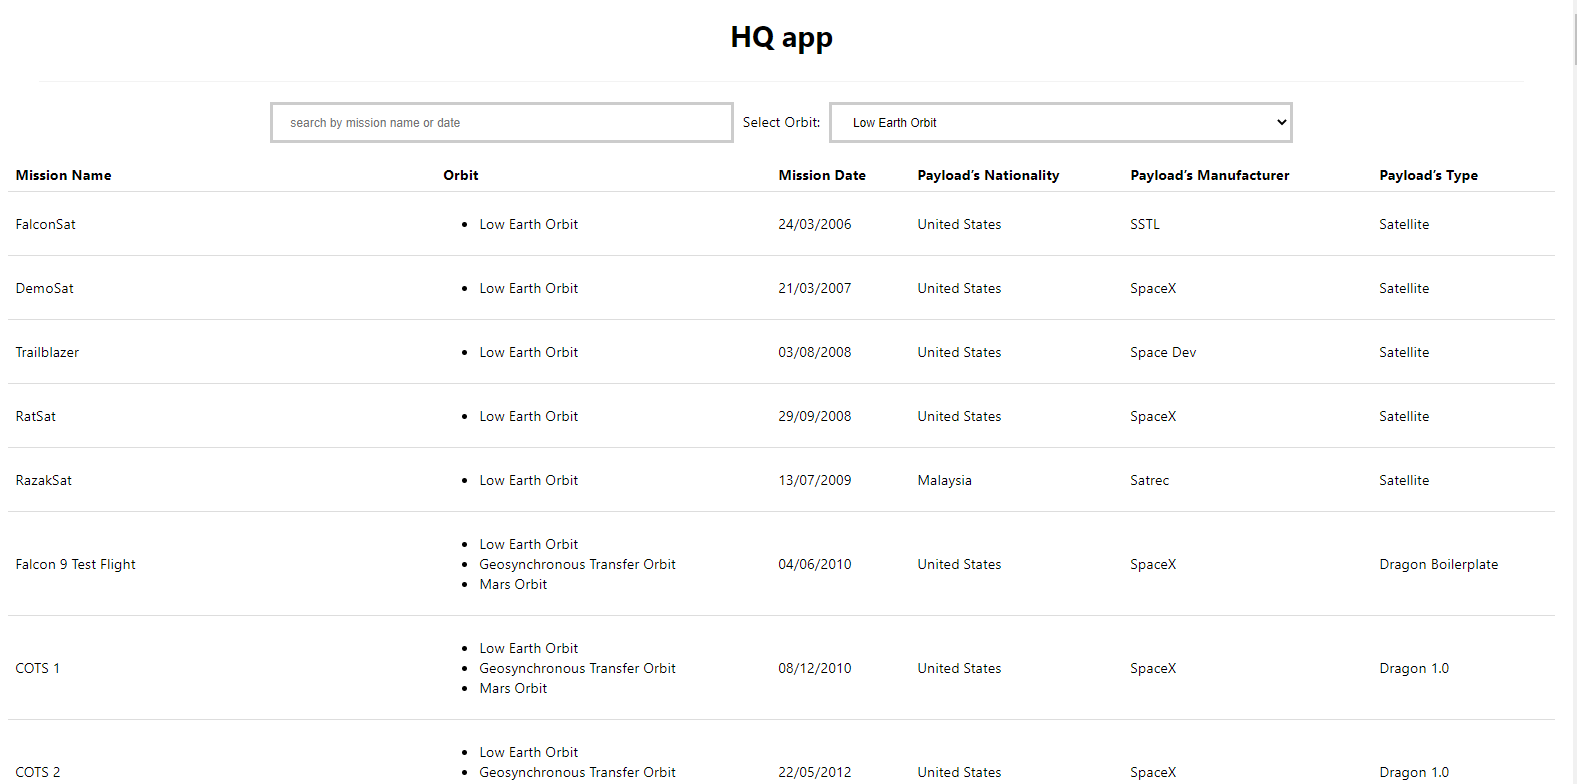 HQ app
search by mission name or date Select Orbit: Low Earth Orbit
Mission Name Orbit Mission Date Payload's Nationality Payload's Manufacturer Payload's Type
FalconSat • Low Earth Orbit 24/03/2006 United States SSTL Satellite
DemoSat • Low Earth Orbit 21/03/2007 United States SpaceX Satellite
Trailblazer • Low Earth Orbit 03/08/2008 United States Space Dev Satellite
RatSat • Low Earth Orbit 29/09/2008 United States SpaceX Satellite
RazakSat • Low Earth Orbit 13/07/2009 Malaysia Satrec Satellite
• Low Earth Orbit
Falcon 9 Test Flight • Geosynchronous Transfer Orbit 04/06/2010 United States SpaceX Dragon Boilerplate
• Mars Orbit
• Low Earth Orbit
COTS 1 • Geosynchronous Transfer Orbit 08/12/2010 United States SpaceX Dragon 1.0
• Mars Orbit
• Low Earth Orbit
COTS 2 • Geosynchronous Transfer Orbit 22/05/2012 United States SpaceX Dragon 1.0